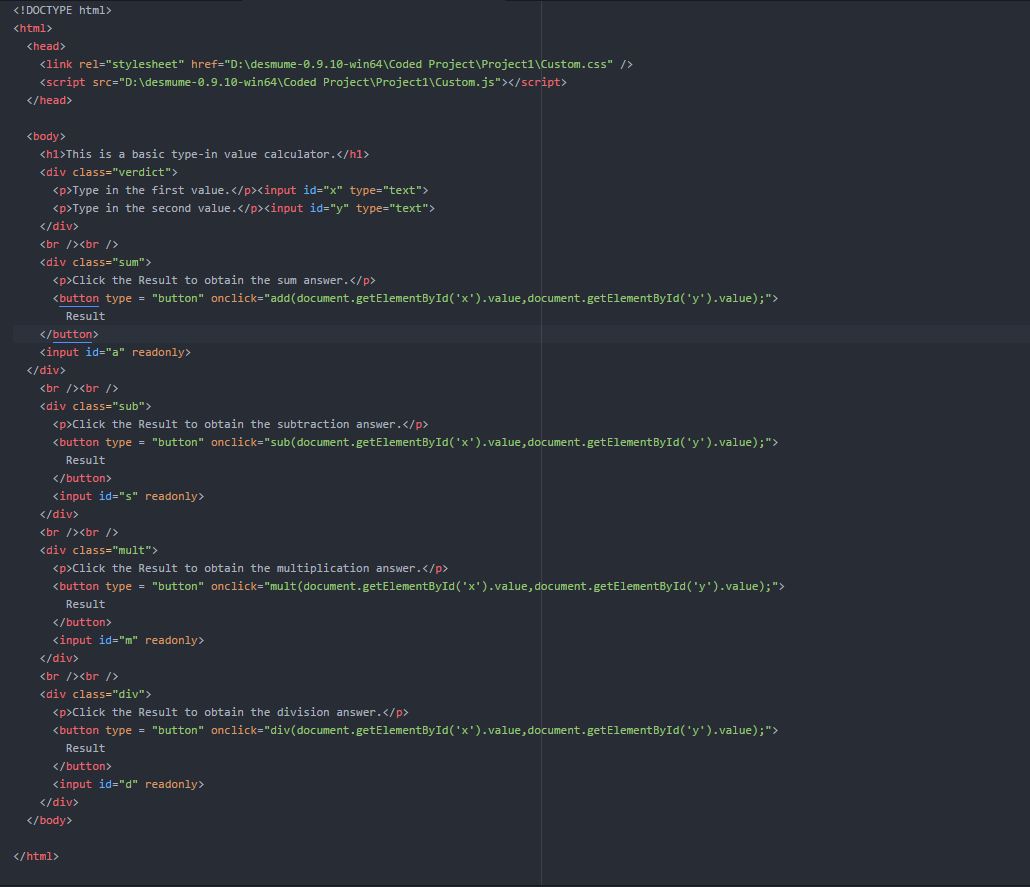 <!DOCTYPE html>
<html>
  <head>
    <link rel="stylesheet" href="D:\desmume-0.9.10-win64\Coded Project\Project1\Custom.css" />
    <script src="D:\desmume-0.9.10-win64\Coded Project\Project1\Custom.js"></script>
  </head>

  <body>
    <h1>This is a basic type-in value calculator.</h1>
    <div class="verdict">
      <p>Type in the first value.</p><input id="x" type="text">
      <p>Type in the second value.</p><input id="y" type="text">
    </div>
    <br /><br />
    <div class="sum">
      <p>Click the Result to obtain the sum answer.</p>
      <button type = "button" onclick="add(document.getElementById('x').value,document.getElementById('y').value);">
        Result
    </button>
    <input id="a" readonly>
  </div>
    <br /><br />
    <div class="sub">
      <p>Click the Result to obtain the subtraction answer.</p>
      <button type = "button" onclick="sub(document.getElementById('x').value,document.getElementById('y').value);">
        Result
      </button>
      <input id="s" readonly>
    </div>
    <br /><br />
    <div class="mult">
      <p>Click the Result to obtain the multiplication answer.</p>
      <button type = "button" onclick="mult(document.getElementById('x').value,document.getElementById('y').value);">
        Result
      </button>
      <input id="m" readonly>
    </div>
    <br /><br />
    <div class="div">
      <p>Click the Result to obtain the division answer.</p>
      <button type = "button" onclick="div(document.getElementById('x').value,document.getElementById('y').value);">
        Result
      </button>
      <input id="d" readonly>
    </div>
  </body>

</html>